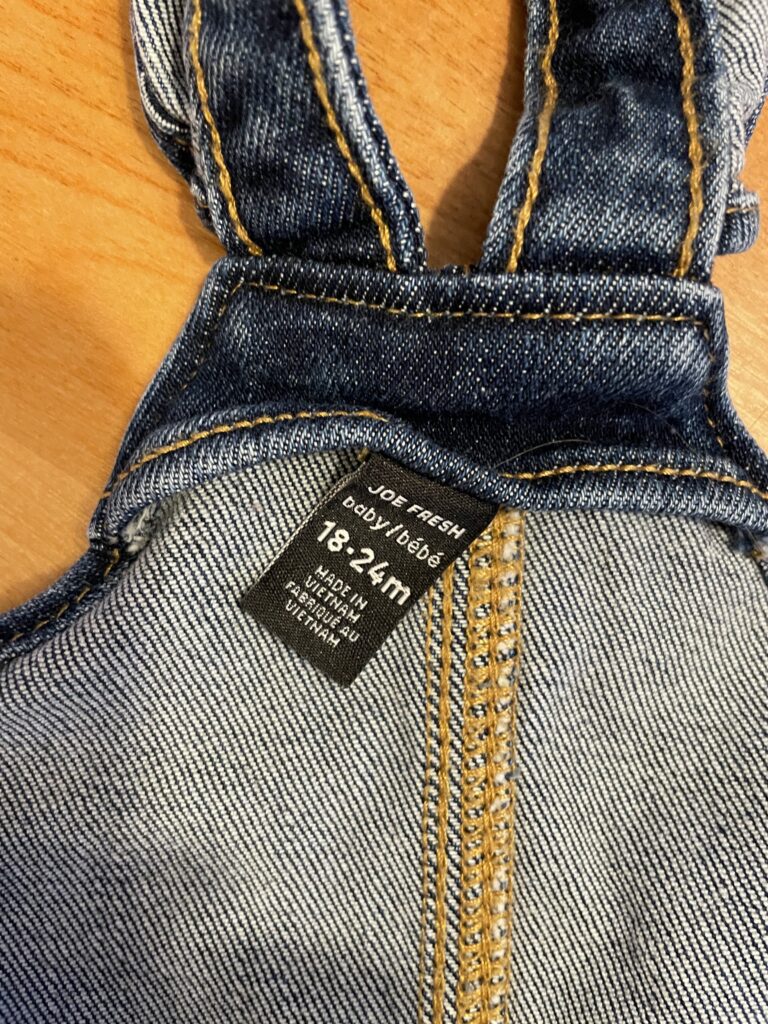 JOE FRESH
baby/bébé
18-24m
MADE IN
VIETNAM
FABRIQUÉ AU
VIETNAM